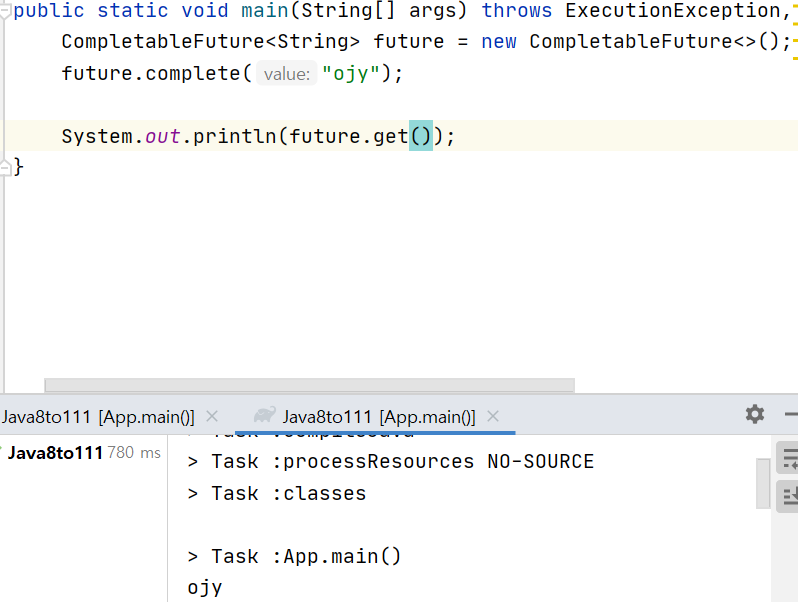 public static void main(String[] args) throws ExecutionException,
CompletableFuture<String> future = new CompletableFuture<>();
future.complete( value: "ojy");
System.out.println(future.get());
}
Java8to111 [App.main()] × Java8to111 [App.main()] ×
Java8to111 780 ms
> Task :compileJava
> Task :processResources NO-SOURCE
> Task :classes
> Task :App.main()
ojy